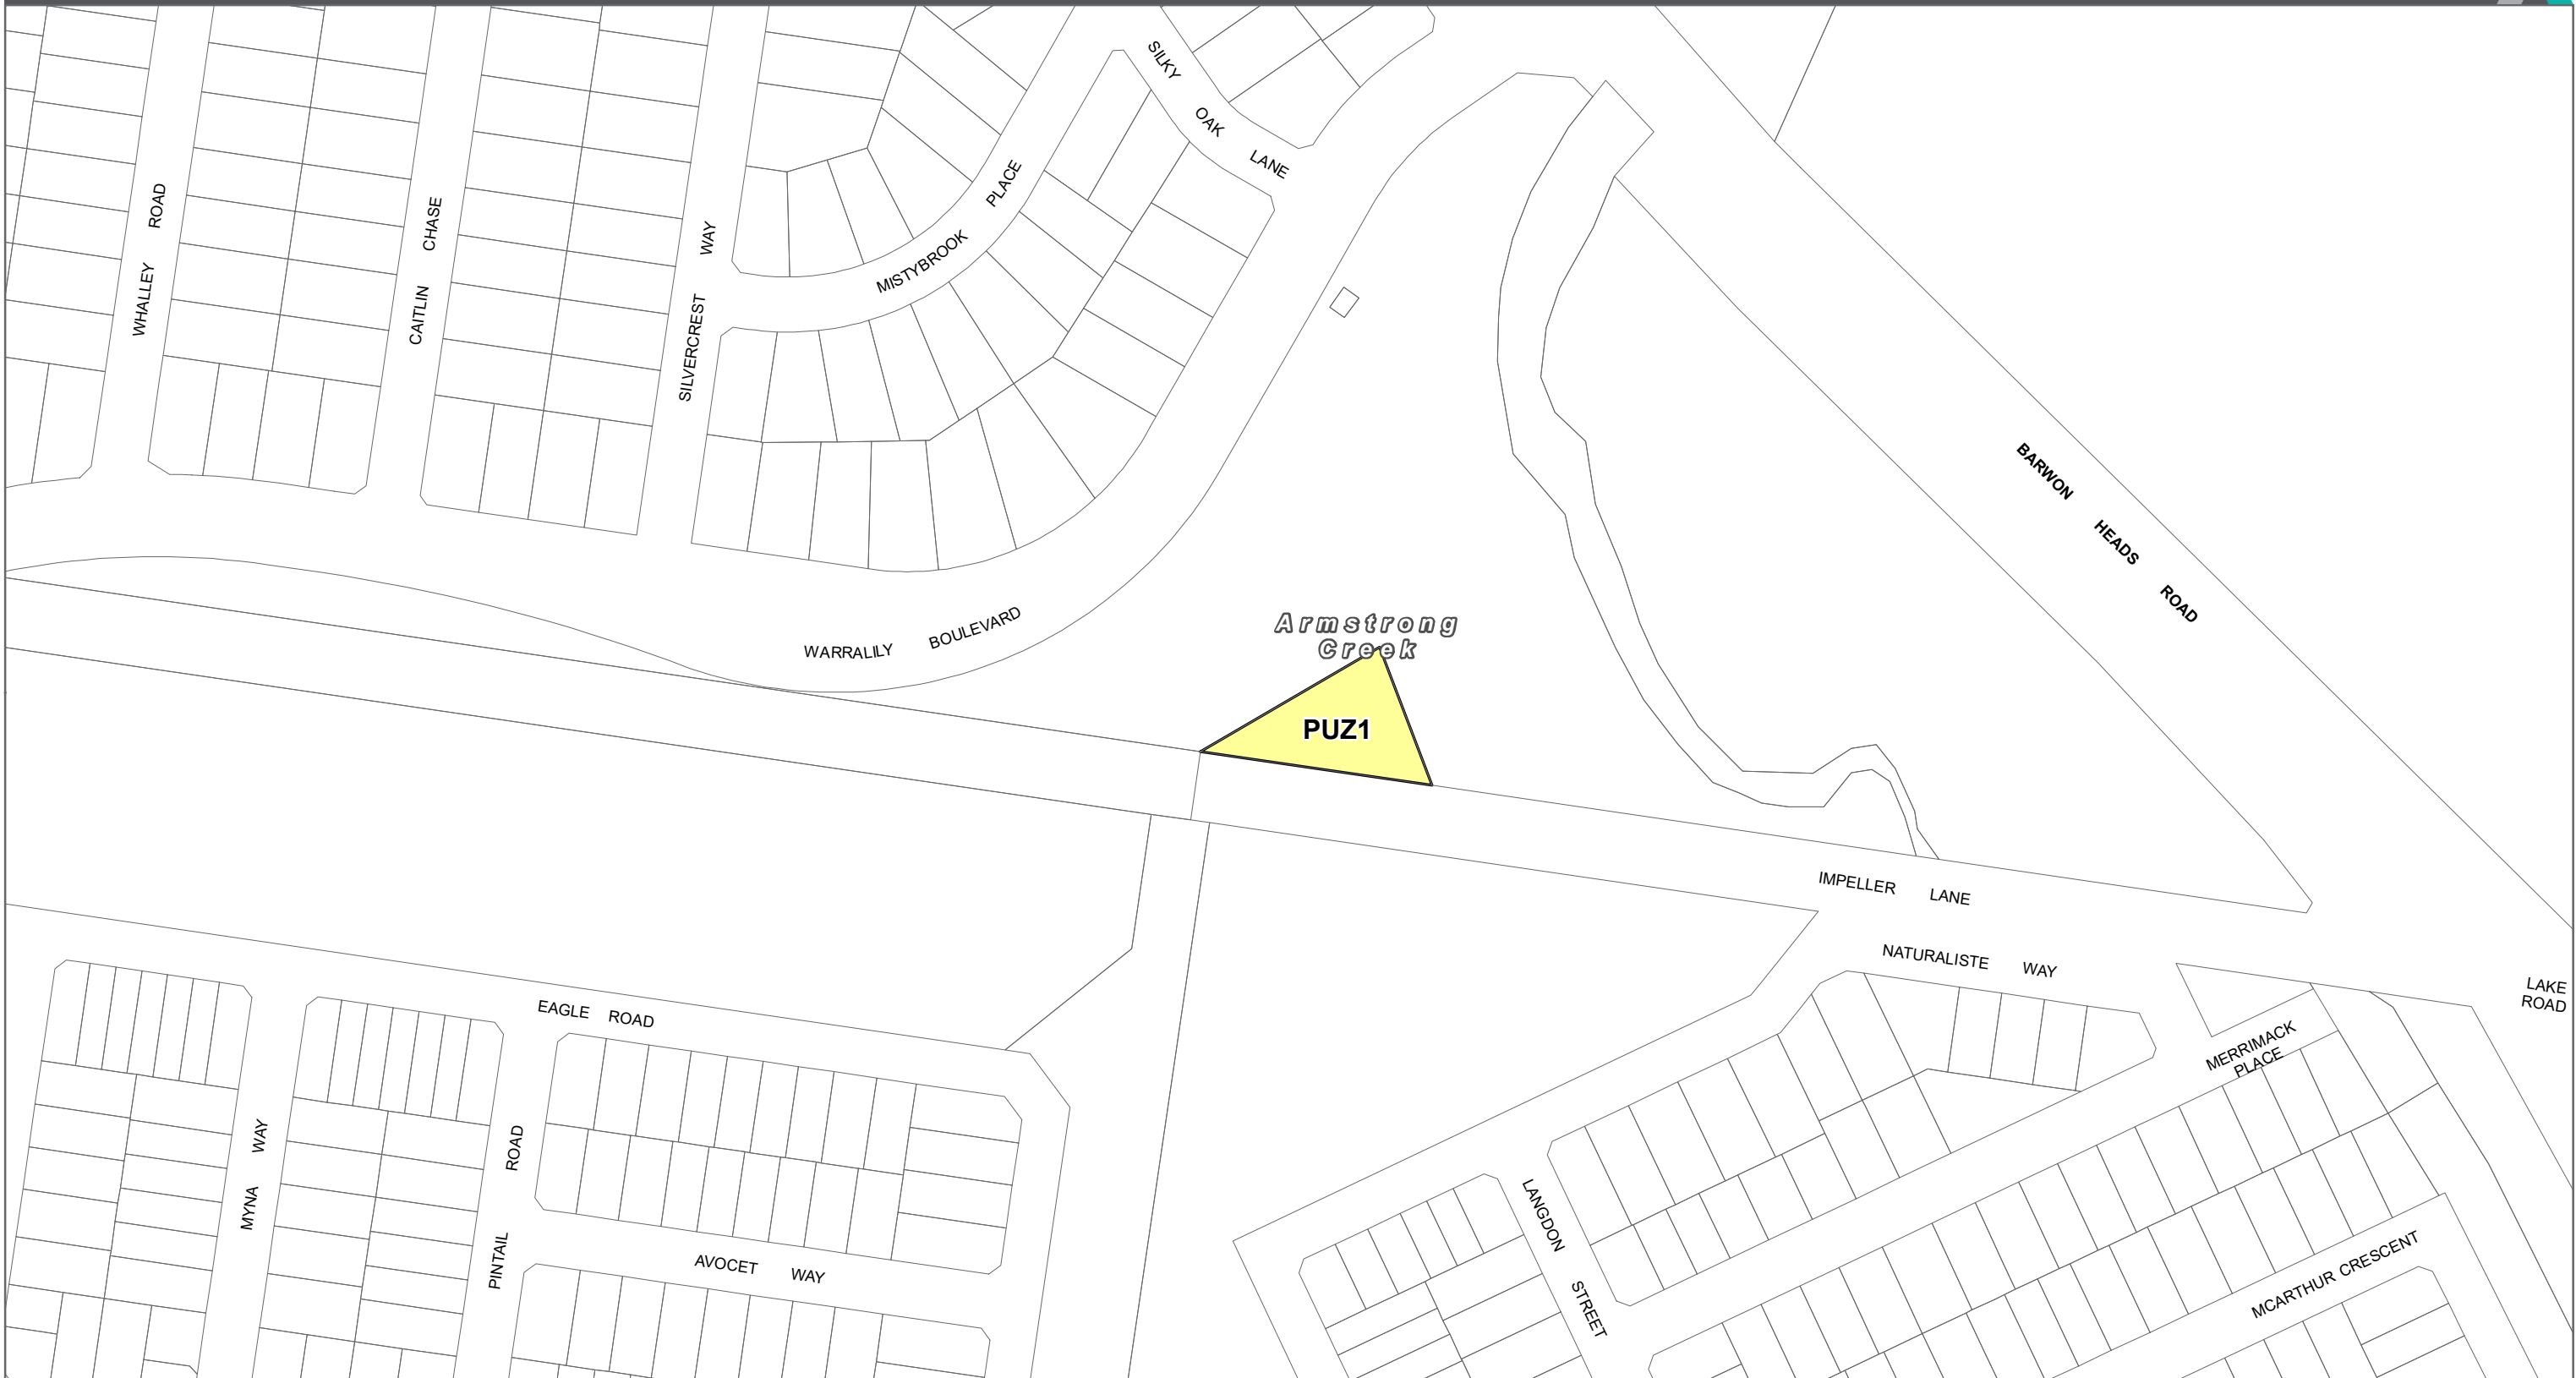 SILKY OAK LANE
WHALLEY ROAD
CAITLIN CHASE
SILVERCREST WAY
MISTYBROOK PLACE
BARWON HEADS ROAD
WARRALILY BOULEVARD
Armstrong
Creek
PUZ1
IMPELLER LANE
NATURALISTE WAY
LAKE
ROAD
EAGLE ROAD
MERRIMACK
PLACE
MYNA WAY
PINTAIL ROAD
AVOCET WAY
LANGDON STREET
MCARTHUR CRESCENT